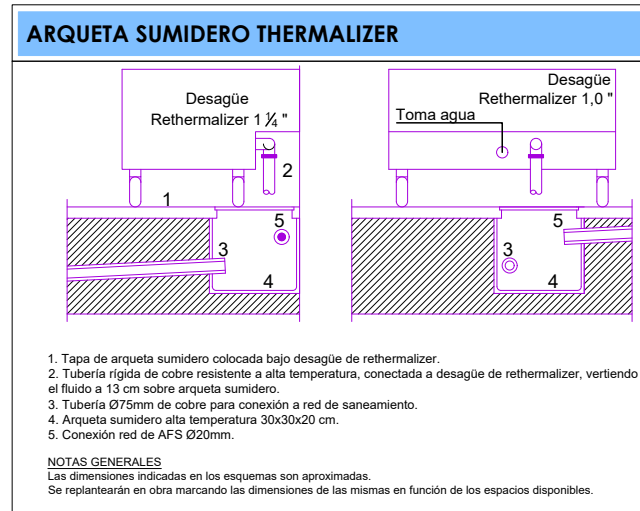 ARQUETA SUMIDERO THERMALIZER
Desagüe
Rethermalizer 1 ¼ "
2
1
5
3
4
Desagüe
Rethermalizer 1,0 "
Toma agua
5
3
4
1. Tapa de arqueta sumidero colocada bajo desagüe de rethermalizer.
2. Tubería rígida de cobre resistente a alta temperatura, conectada a desagüe de rethermalizer, vertiendo
el fluido a 13 cm sobre arqueta sumidero.
3. Tubería Ø75mm de cobre para conexión a red de saneamiento.
4. Arqueta sumidero alta temperatura 30x30x20 cm.
5. Conexión red de AFS Ø20mm.
NOTAS GENERALES
Las dimensiones indicadas en los esquemas son aproximadas.
Se replantearán en obra marcando las dimensiones de las mismas en función de los espacios disponibles.